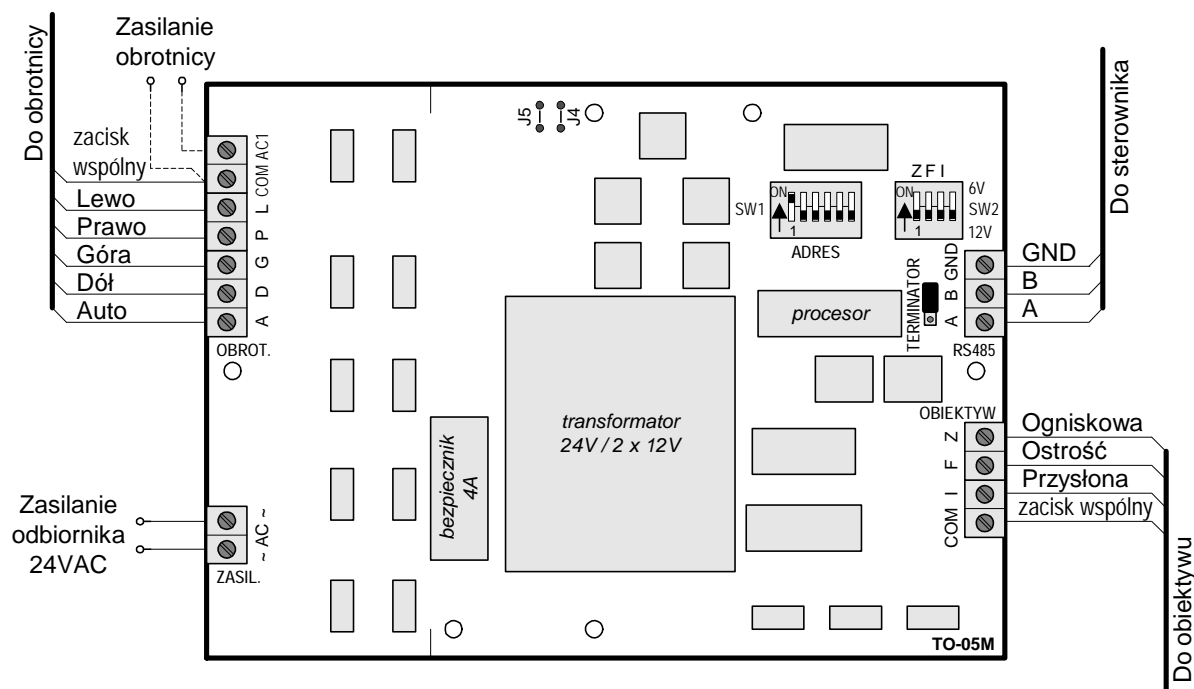 Do obrotnicy
Zasilanie
obrotnicy
zacisk
wspólny
Lewo
Prawo
Góra
Dół
Auto
AC1
COM
L
P
G
D
A
OBROT.
Zasilanie
odbiornika
24VAC
~ AC ~
ZASIL.
J5
J4
bezpiecznik
4A
transformator
24V / 2 x 12V
SW1
ON
1
ADRES
Z F I
ON
1
6V
SW2
12V
procesor
TERMINATOR
GND
B
A
RS485
GND
B
A
Do sterownika
OBIEKTYW
Z
F
I
COM
Ogniskowa
Ostrość
Przysłona
zacisk wspólny
Do obiektywu
TO-05M